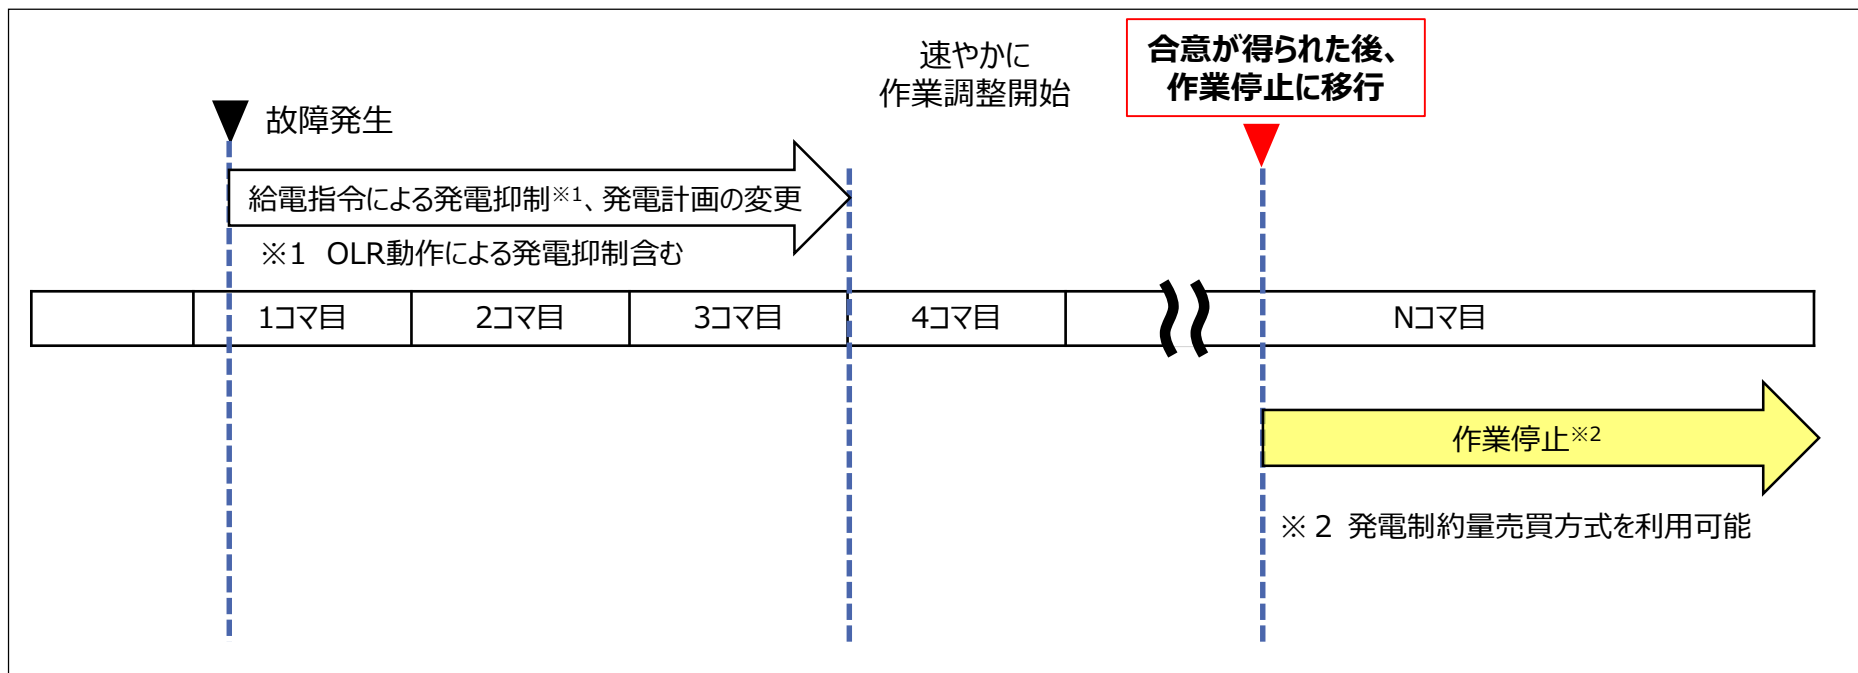 速やかに
作業調整開始
合意が得られた後、
作業停止に移行
故障発生
給電指令による発電抑制※1、発電計画の変更
※1 OLR動作による発電抑制含む
1コマ目
2コマ目
3コマ目
4コマ目
Nコマ目
作業停止※2
※２ 発電制約量売買方式を利用可能